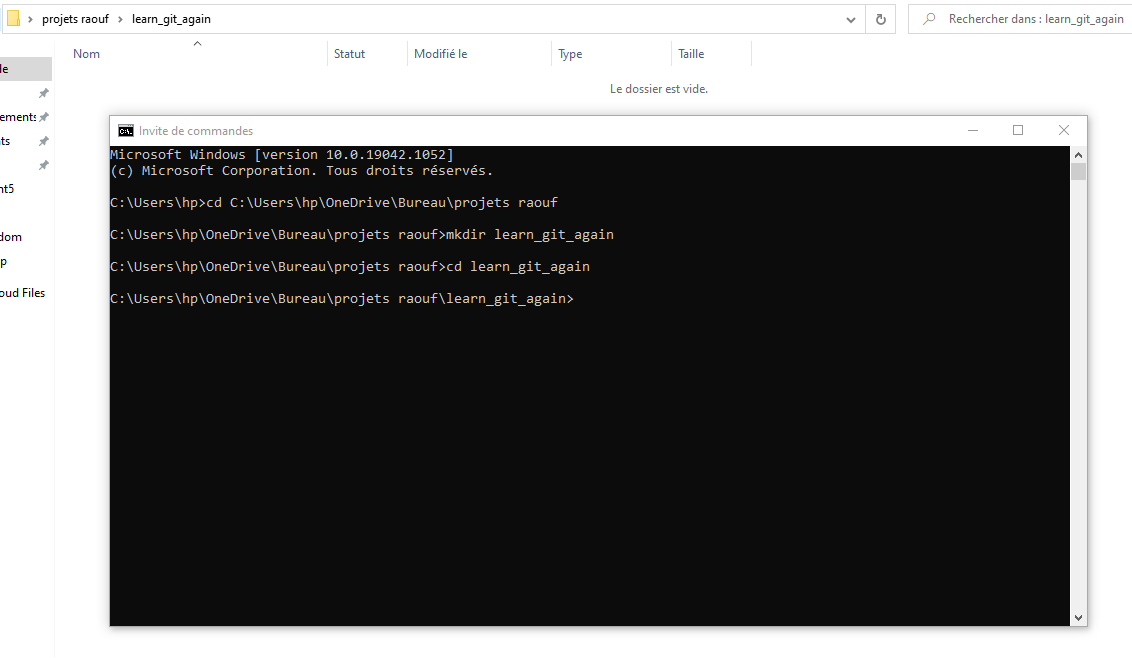 projets raouf > learn_git_again
Rechercher dans : learn_git_again
Nom Statut Modifié le Type Taille
Le dossier est vide.
le
ements
ts
nt5
dom
p
oud Files
Invite de commandes
Microsoft Windows [version 10.0.19042.1052]
(c) Microsoft Corporation. Tous droits réservés.
C:\Users\hp>cd C:\Users\hp\OneDrive\Bureau\projets raouf
C:\Users\hp\OneDrive\Bureau\projets raouf>mkdir learn_git_again
C:\Users\hp\OneDrive\Bureau\projets raouf>cd learn_git_again
C:\Users\hp\OneDrive\Bureau\projets raouf\learn_git_again>